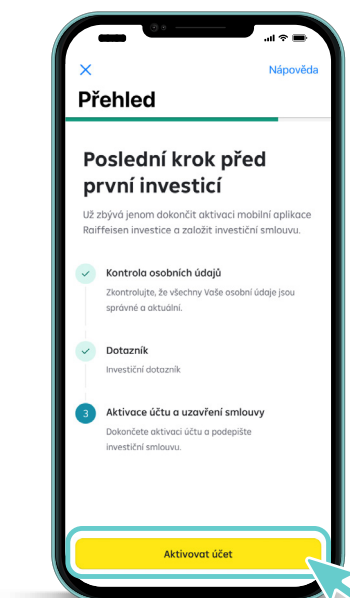 Nápověda
Přehled
Poslední krok před
první investicí
Už zbývá jenom dokončit aktivaci mobilní aplikace
Raiffeisen investice a založit investiční smlouvu.
Kontrola osobních údajů
Zkontrolujte, že všechny Vaše osobní údaje jsou
správné a aktuální.
Dotazník
Investiční dotazník
3 Aktivace účtu a uzavření smlouvy
Dokončete aktivaci účtu a podepište
investiční smlouvu.
Aktivovat účet